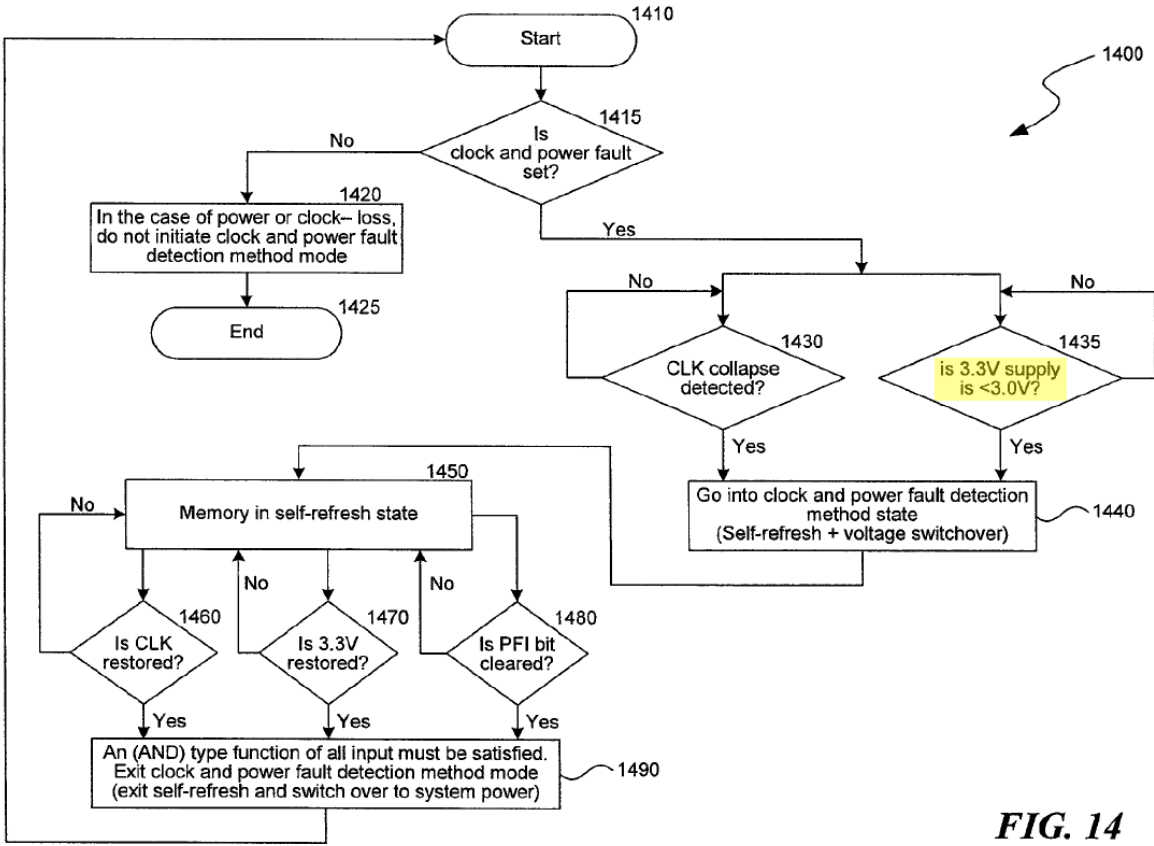 1410
Start
1400
1415
Is
clock and power fault
set?
No
1420
In the case of power or clock– loss,
do not initiate clock and power fault
detection method mode
Yes
1425
End
No
No
1430
CLK collapse
detected?
1435
is 3.3V supply
is <3.0V?
Yes
Yes
Go into clock and power fault detection
method state
(Self-refresh + voltage switchover)
1440
1450
Memory in self-refresh state
No
No
No
1460
Is CLK
restored?
1470
Is 3.3V
restored?
1480
Is PFI bit
cleared?
Yes
Yes
Yes
An (AND) type function of all input must be satisfied.
Exit clock and power fault detection method mode
(exit self-refresh and switch over to system power)
1490
FIG. 14